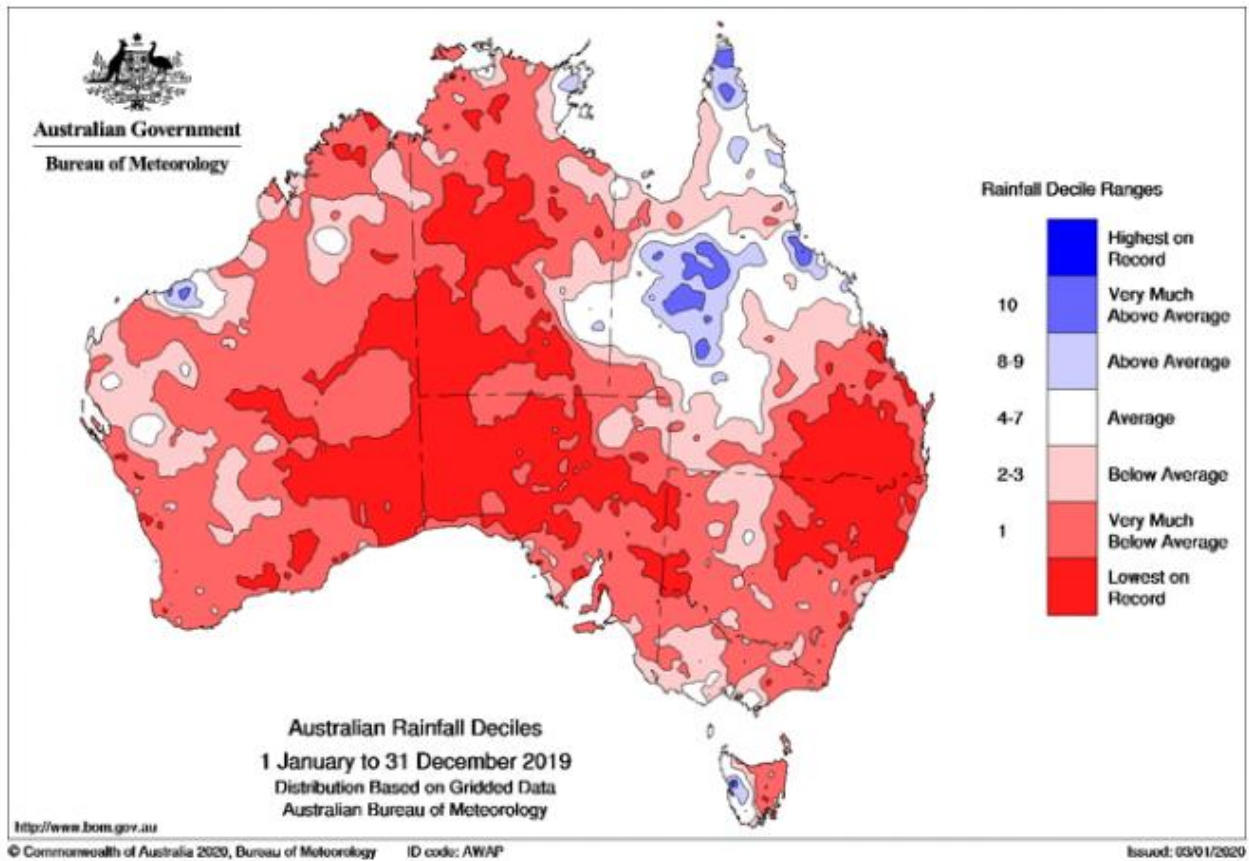 Australian Government
Bureau of Meteorology
Rainfall Decile Ranges
Highest on
Record
10
Very Much
Above Average
8-9
Above Average
4-7
Average
2-3
Below Average
1
Very Much
Below Average
Lowest on
Record
Australian Rainfall Deciles
1 January to 31 December 2019
Distribution Based on Gridded Data
Australian Bureau of Meteorology
http://www.bom.gov.au
© Commonwealth of Australia 2020, Bureau of Meteorology ID code: AWAP Issued: 03/01/2020